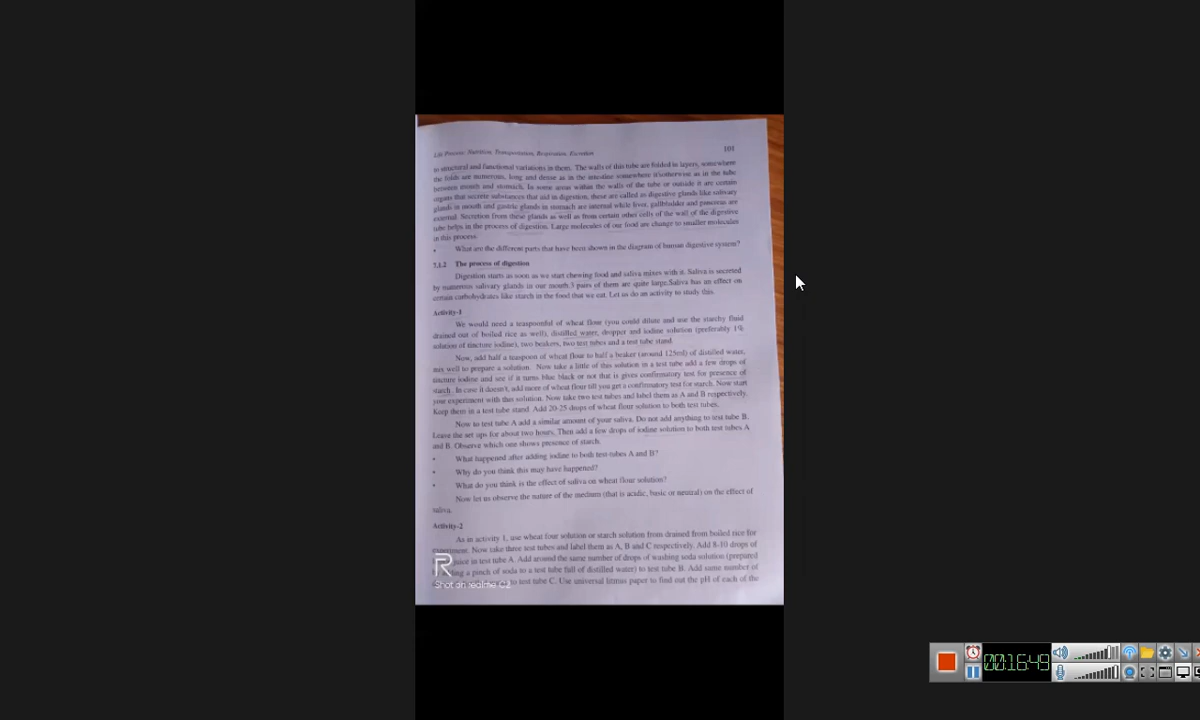 Life Process: Nutrition, Transportation, Respiration, Excretion 101
to structural and functional variations in them. The walls of this tube are folded in layers, somewhere
the folds are numerous, long and dense as in the intestine somewhere it'sotherwise as in the tube
between mouth and stomach. In some areas within the walls of the tube or outside it are certain
organs that secrete substances that aid in digestion, these are called as digestive glands like salivary
glands in mouth and gastric glands in stomach are internal while liver, gallbladder and pancreas are
external. Secretion from these glands as well as from certain other cells of the wall of the digestive
tube helps in the process of digestion. Large molecules of our food are change to smaller molecules
in this process.
• What are the different parts that have been shown in the diagram of human digestive system?
7.1.2 The process of digestion
Digestion starts as soon as we start chewing food and saliva mixes with it. Saliva is secreted
by numerous salivary glands in our mouth.3 pairs of them are quite large.Saliva has an effect on
certain carbohydrates like starch in the food that we eat. Let us do an activity to study this.
Activity-1
We would need a teaspoonful of wheat flour (you could dilute and use the starchy fluid
drained out of boiled rice as well), distilled water, dropper and iodine solution (preferably 1%
solution of tincture iodine), two beakers, two test tubes and a test tube stand.
Now, add half a teaspoon of wheat flour to half a beaker (around 125ml) of distilled water,
mix well to prepare a solution. Now take a little of this solution in a test tube add a few drops of
tincture iodine and see if it turns blue black or not that is gives confirmatory test for presence of
starch. In case it doesn't, add more of wheat flour till you get a confirmatory test for starch. Now start
your experiment with this solution. Now take two test tubes and label them as A and B respectively.
Keep them in a test tube stand. Add 20-25 drops of wheat flour solution to both test tubes.
Now to test tube A add a similar amount of your saliva. Do not add anything to test tube B.
Leave the set ups for about two hours. Then add a few drops of iodine solution to both test tubes A
and B. Observe which one shows presence of starch.
• What happened after adding iodine to both test tubes A and B?
• Why do you think this may have happened?
• What do you think is the effect of saliva on wheat flour solution?
Now let us observe the nature of the medium (that is acidic, basic or neutral) on the effect of
saliva.
Activity-2
As in activity 1, use wheat four solution or starch solution from drained from boiled rice for
experiment. Now take three test tubes and label them as A, B and C respectively. Add 8-10 drops of
juice in test tube A. Add around the same number of drops of washing soda solution (prepared
a pinch of soda to a test tube full of distilled water) to test tube B. Add same number of
to test tube C. Use universal litmus paper to find out the pH of each of the
R
Shot on realme C2
00:16:49